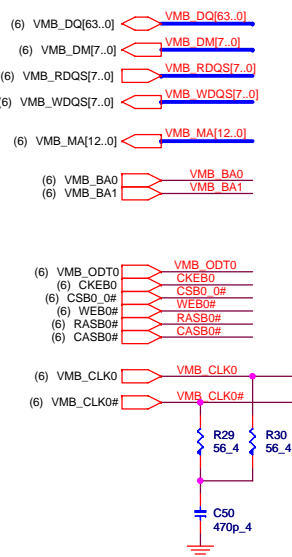 (6) VMB_DQ[63..0] VMB_DQ[63..0]
(6) VMB_DM[7..0] VMB_DM[7..0]
(6) VMB_RDQS[7..0] VMB_RDQS[7..0]
(6) VMB_WDQS[7..0] VMB_WDQS[7..0]
(6) VMB_MA[12..0] VMB_MA[12..0]
(6) VMB_BA0 VMB_BA0
(6) VMB_BA1 VMB_BA1
(6) VMB_ODT0 VMB_ODT0
(6) CKEB0 CKEB0
(6) CSB0_0# CSB0_0#
(6) WEB0# WEB0#
(6) RASB0# RASB0#
(6) CASB0# CASB0#
(6) VMB_CLK0 VMB_CLK0
(6) VMB_CLK0# VMB_CLK0#
R29 R30
56_4 56_4
C50
470p_4